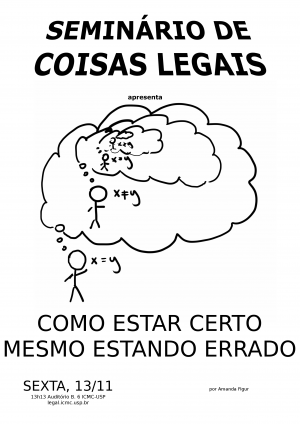 SEMINÁRIO DE
COISAS LEGAIS
apresenta
x=y
x≠y
x=y
COMO ESTAR CERTO
MESMO ESTANDO ERRADO
SEXTA, 13/11
13h13 Auditório B. 6 ICMC-USP
legal.icmc.usp.br
por Amanda Figur